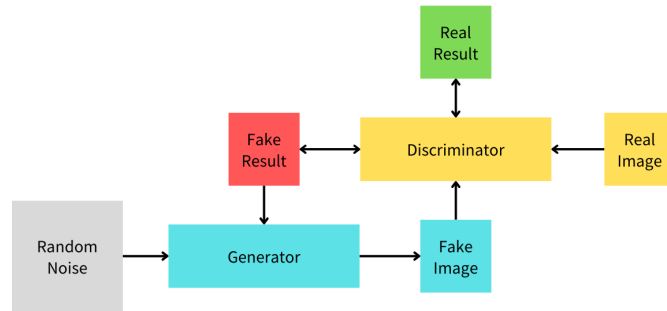 Real
Result
Fake
Result
Discriminator
Real
Image
Random
Noise
Generator
Fake
Image